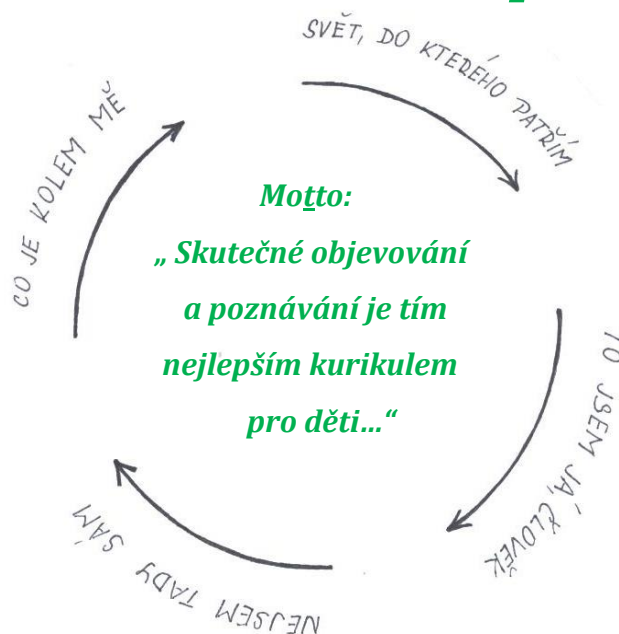 SVĚT, DO KTERÉHO PATŘÍM
CO JE KOLEM MĚ
Motto:
„ Skutečné objevování
a poznávání je tím
nejlepším kurikulem
pro děti...“
TO JSEM JÁ, ČLOVĚK
NEJSEM TADY SÁM